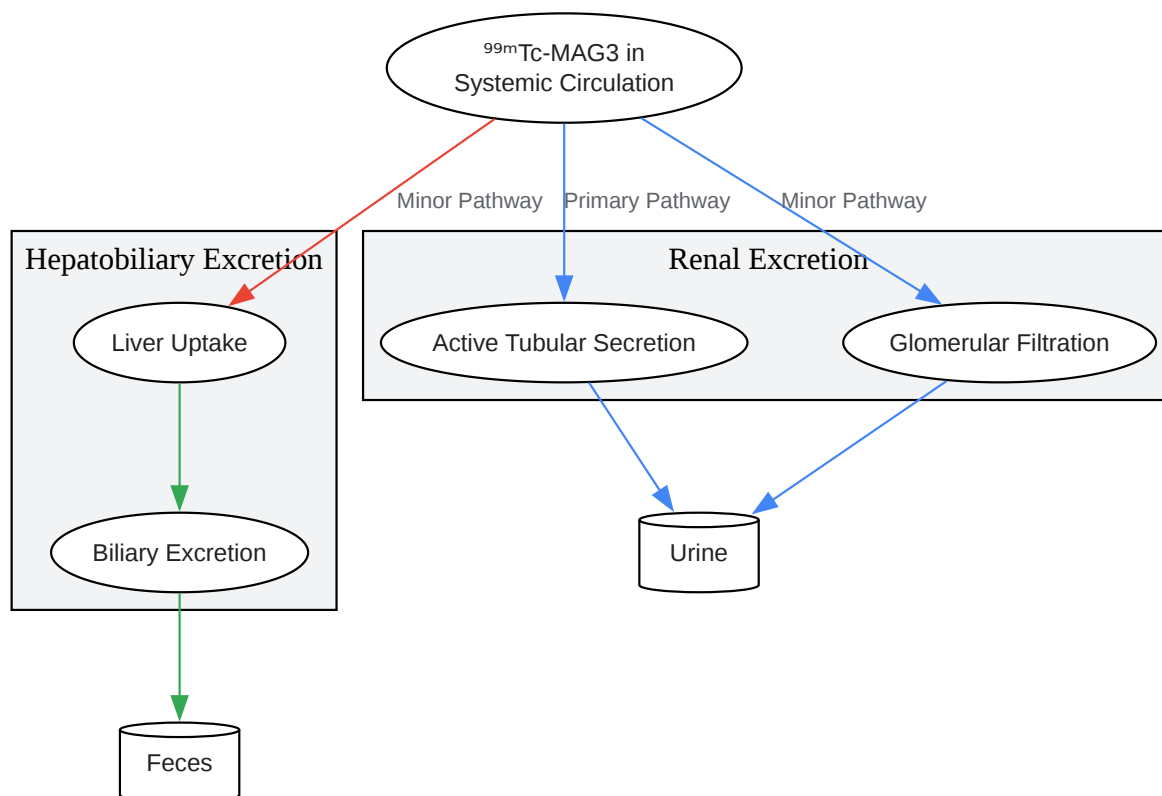 ⁹⁹ᵐTc-MAG3 in
Systemic Circulation
Minor Pathway
Primary Pathway
Minor Pathway
Hepatobiliary Excretion
Renal Excretion
Liver Uptake
Active Tubular Secretion
Glomerular Filtration
Biliary Excretion
Urine
Feces